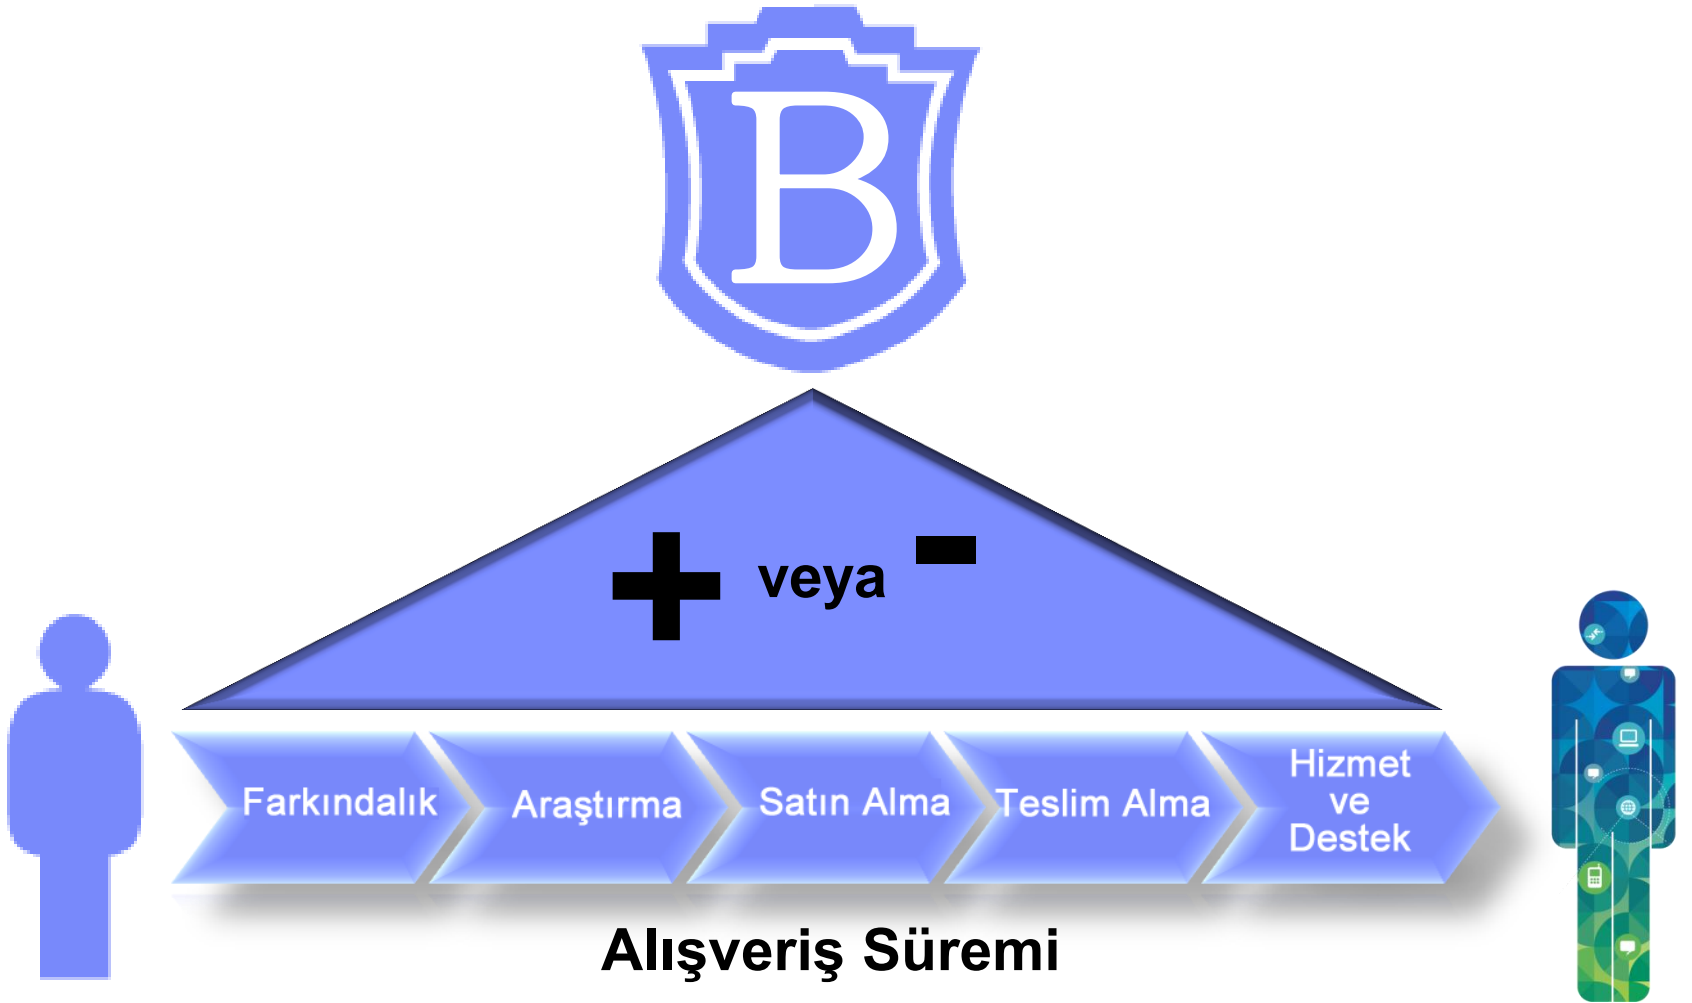 B
+ veya -
Farkındalık
Araştırma
Satın Alma
Teslim Alma
Hizmet
ve
Destek
Alışveriş Süremi